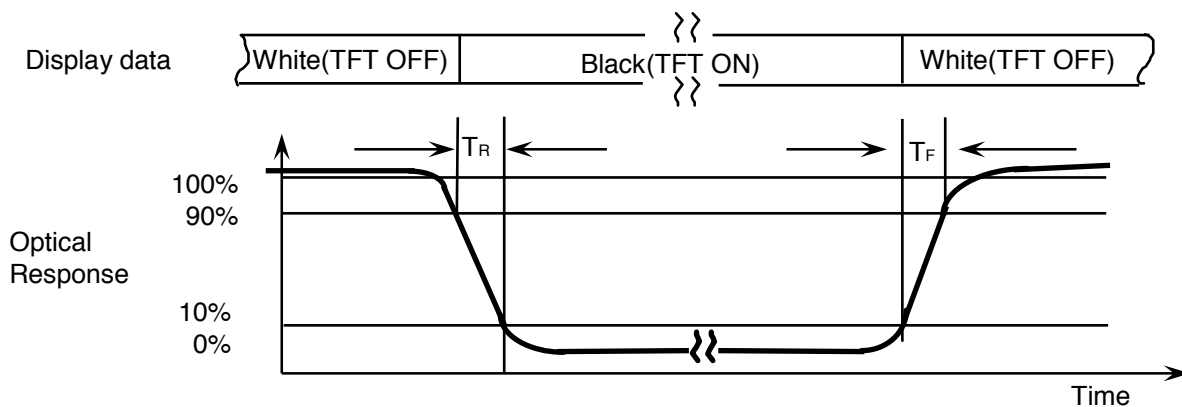 Display data
White(TFT OFF)
Black(TFT ON)
White(TFT OFF)
TR
TF
100%
90%
Optical
Response
10%
0%
Time